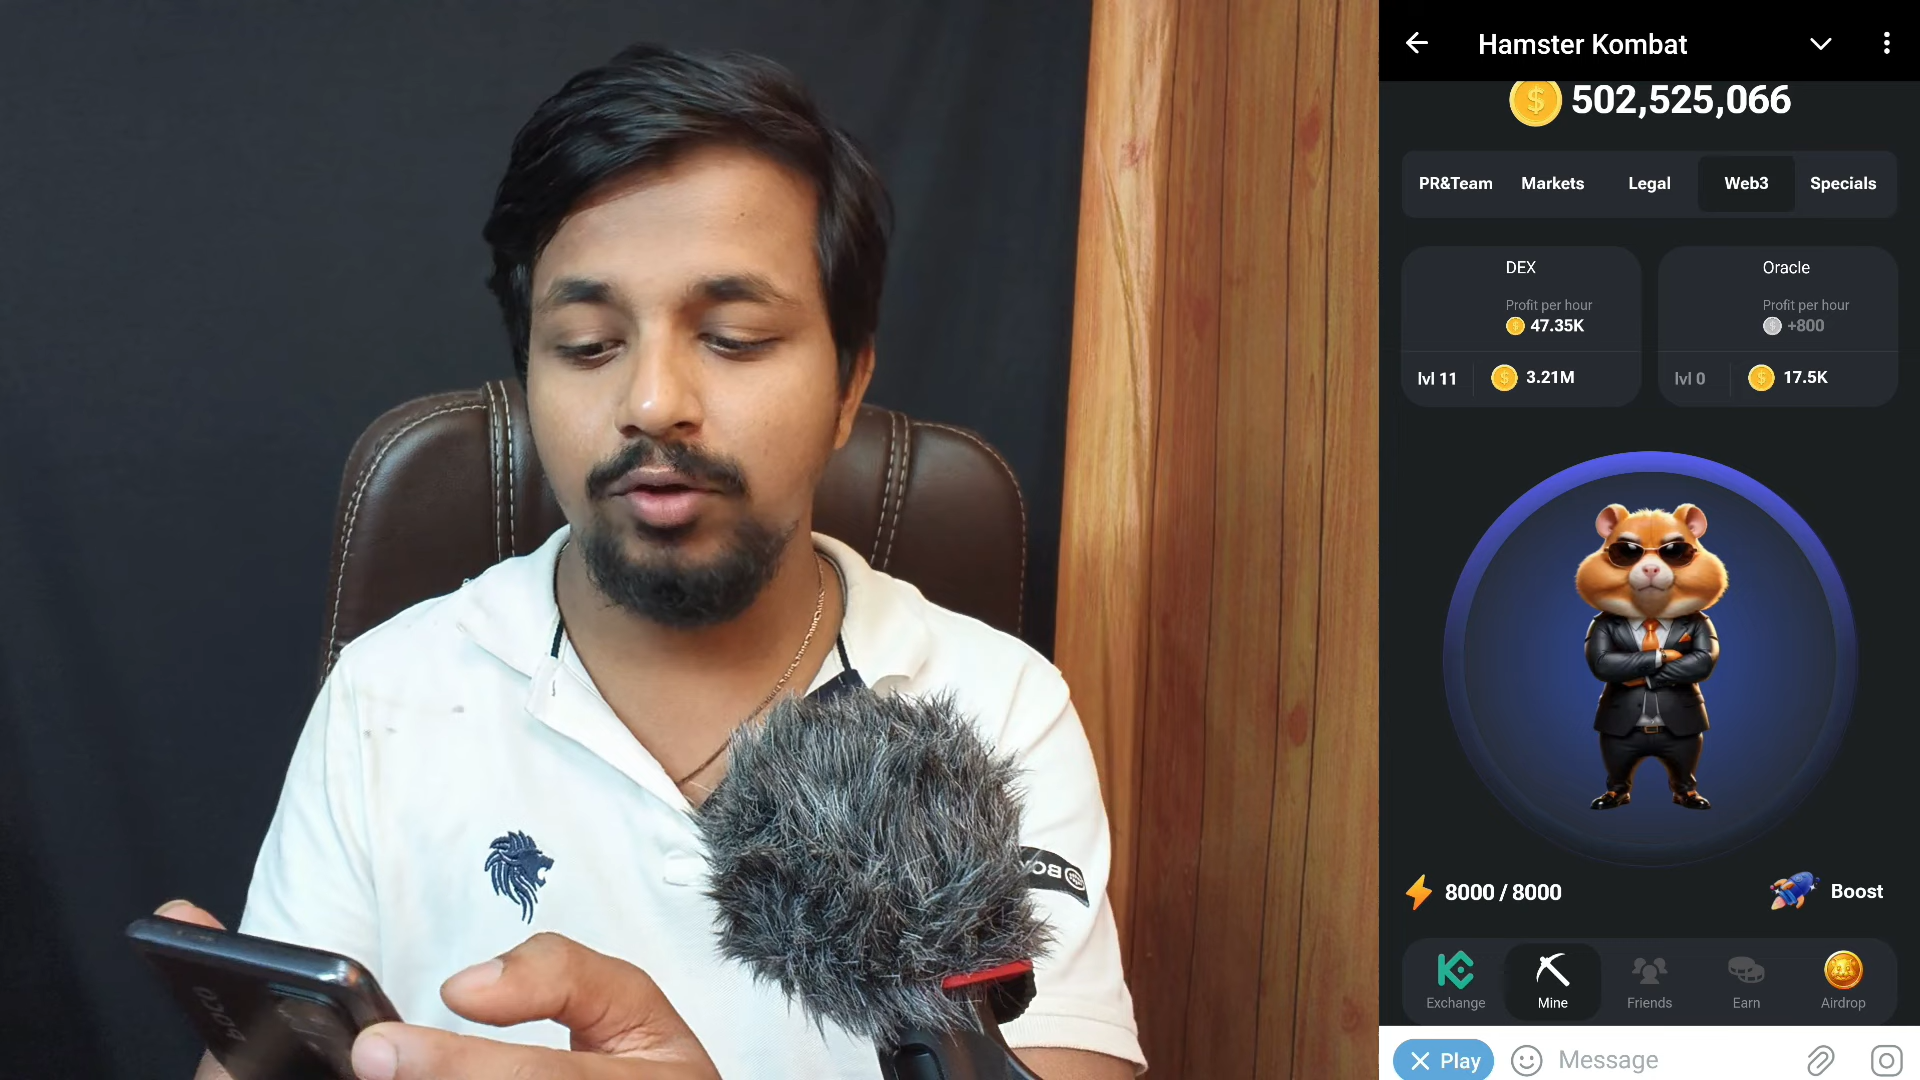 Hamster Kombat
502,525,066
PR&Team Markets Legal Web3 Specials
DEX
Profit per hour
47.35K
lvl 11
3.21M
Oracle
Profit per hour
+800
lvl 0
17.5K
8000 / 8000
Boost
Exchange Mine Friends Earn Airdrop
Play
Message